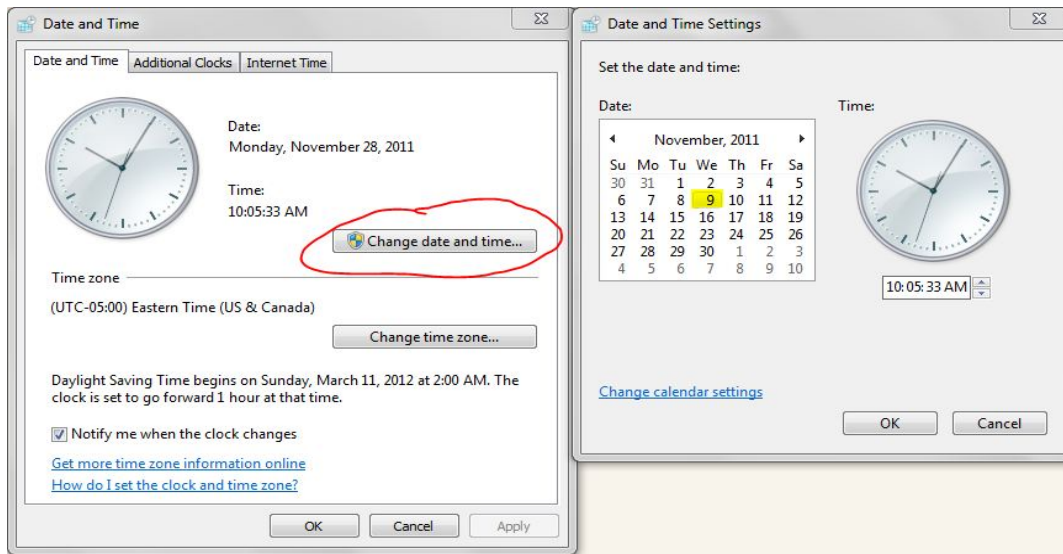 Date and Time
Date and Time
Additional Clocks
Internet Time
Date:
Monday, November 28, 2011
Time:
10:05:33 AM
Change date and time...
Time zone
(UTC-05:00) Eastern Time (US & Canada)
Change time zone...
Daylight Saving Time begins on Sunday, March 11, 2012 at 2:00 AM. The
clock is set to go forward 1 hour at that time.
Notify me when the clock changes
Get more time zone information online
How do I set the clock and time zone?
OK
Cancel
Apply
Date and Time Settings
Set the date and time:
Date:
November, 2011
Su Mo Tu We Th Fr Sa
30 31 1 2 3 4 5
6 7 8 9 10 11 12
13 14 15 16 17 18 19
20 21 22 23 24 25 26
27 28 29 30 1 2 3
4 5 6 7 8 9 10
Time:
10:05:33 AM
Change calendar settings
OK
Cancel